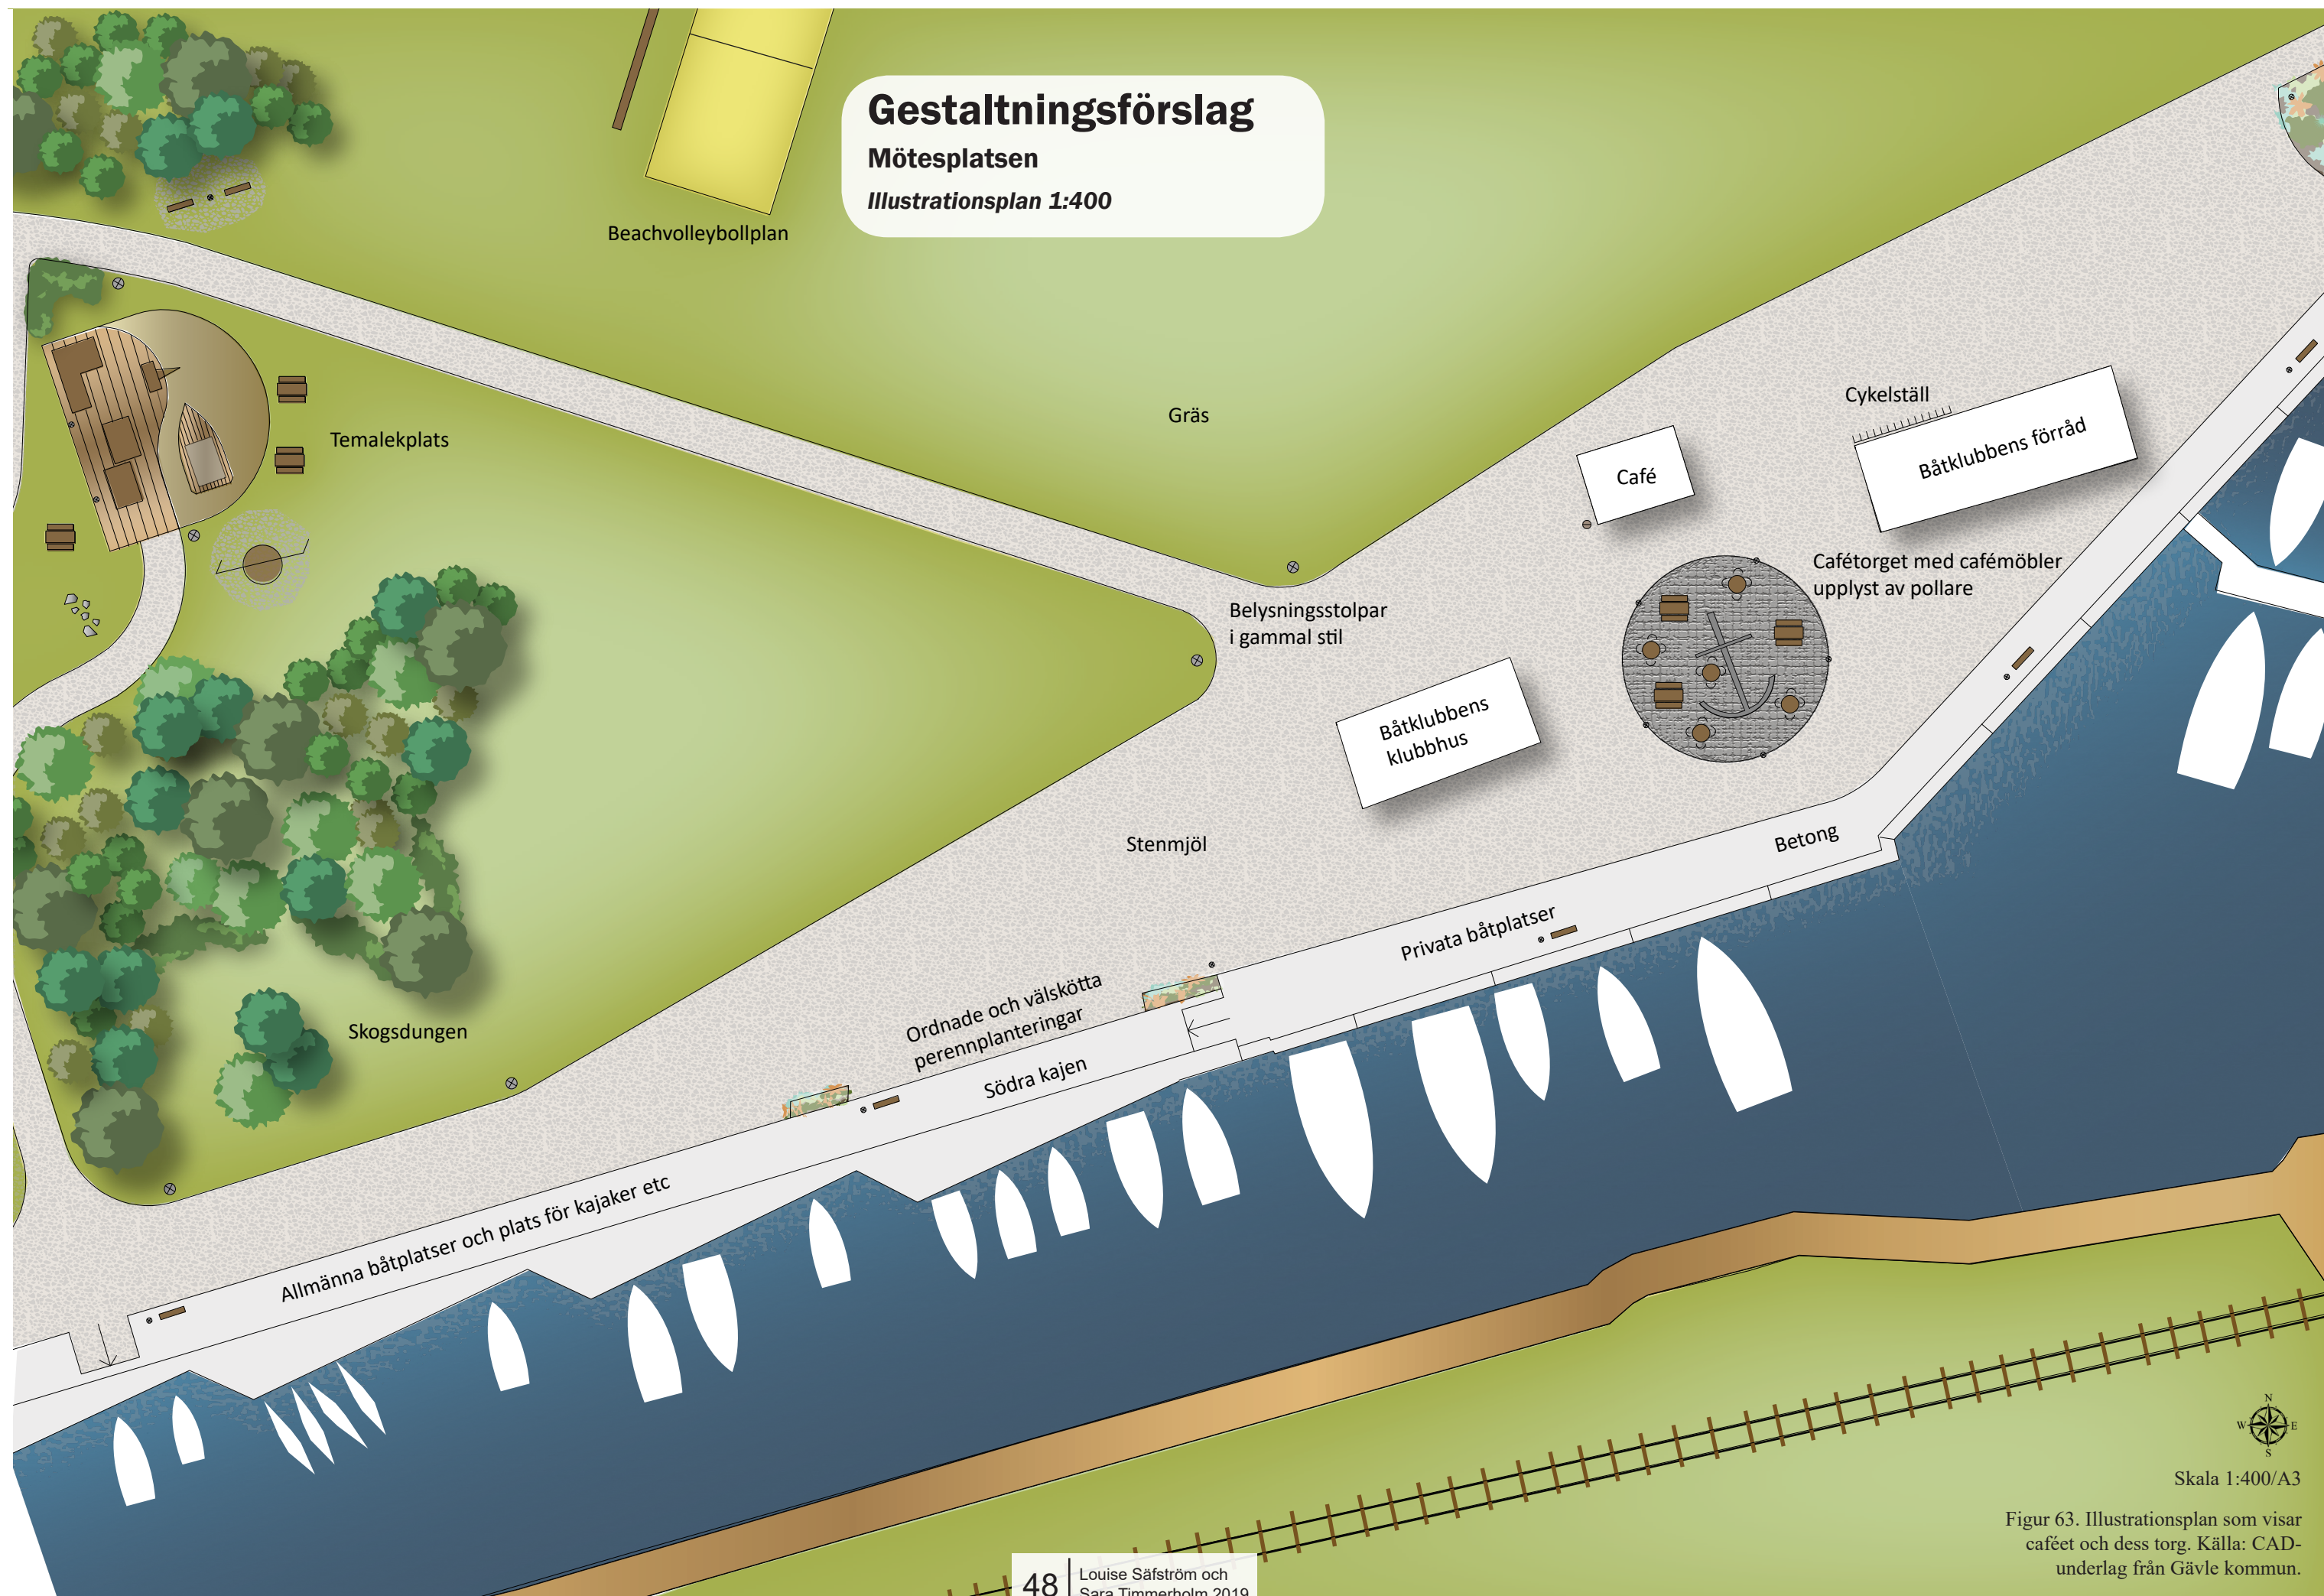 Gestaltningsförslag
Mötesplatsen
Illustrationsplan 1:400
Beachvolleybollplan
Gräs
Temalekplats
Cykelställ
Båtklubbens förråd
Café
Cafétorget med cafémöbler
upplyst av pollare
Belysningsstolpar
i gammal stil
Båtklubbens
klubbhus
Stenmjöl
Betong
Privata båtplatser
Ordnade och välskötta
perennplanteringar
Södra kajen
Skogsdungen
Allmänna båtplatser och plats för kajaker etc
N
W E
S
Skala 1:400/A3
Figur 63. Illustrationsplan som visar
caféet och dess torg. Källa: CAD-
underlag från Gävle kommun.
48 Louise Säfström och
Sara Timmerholm 2019